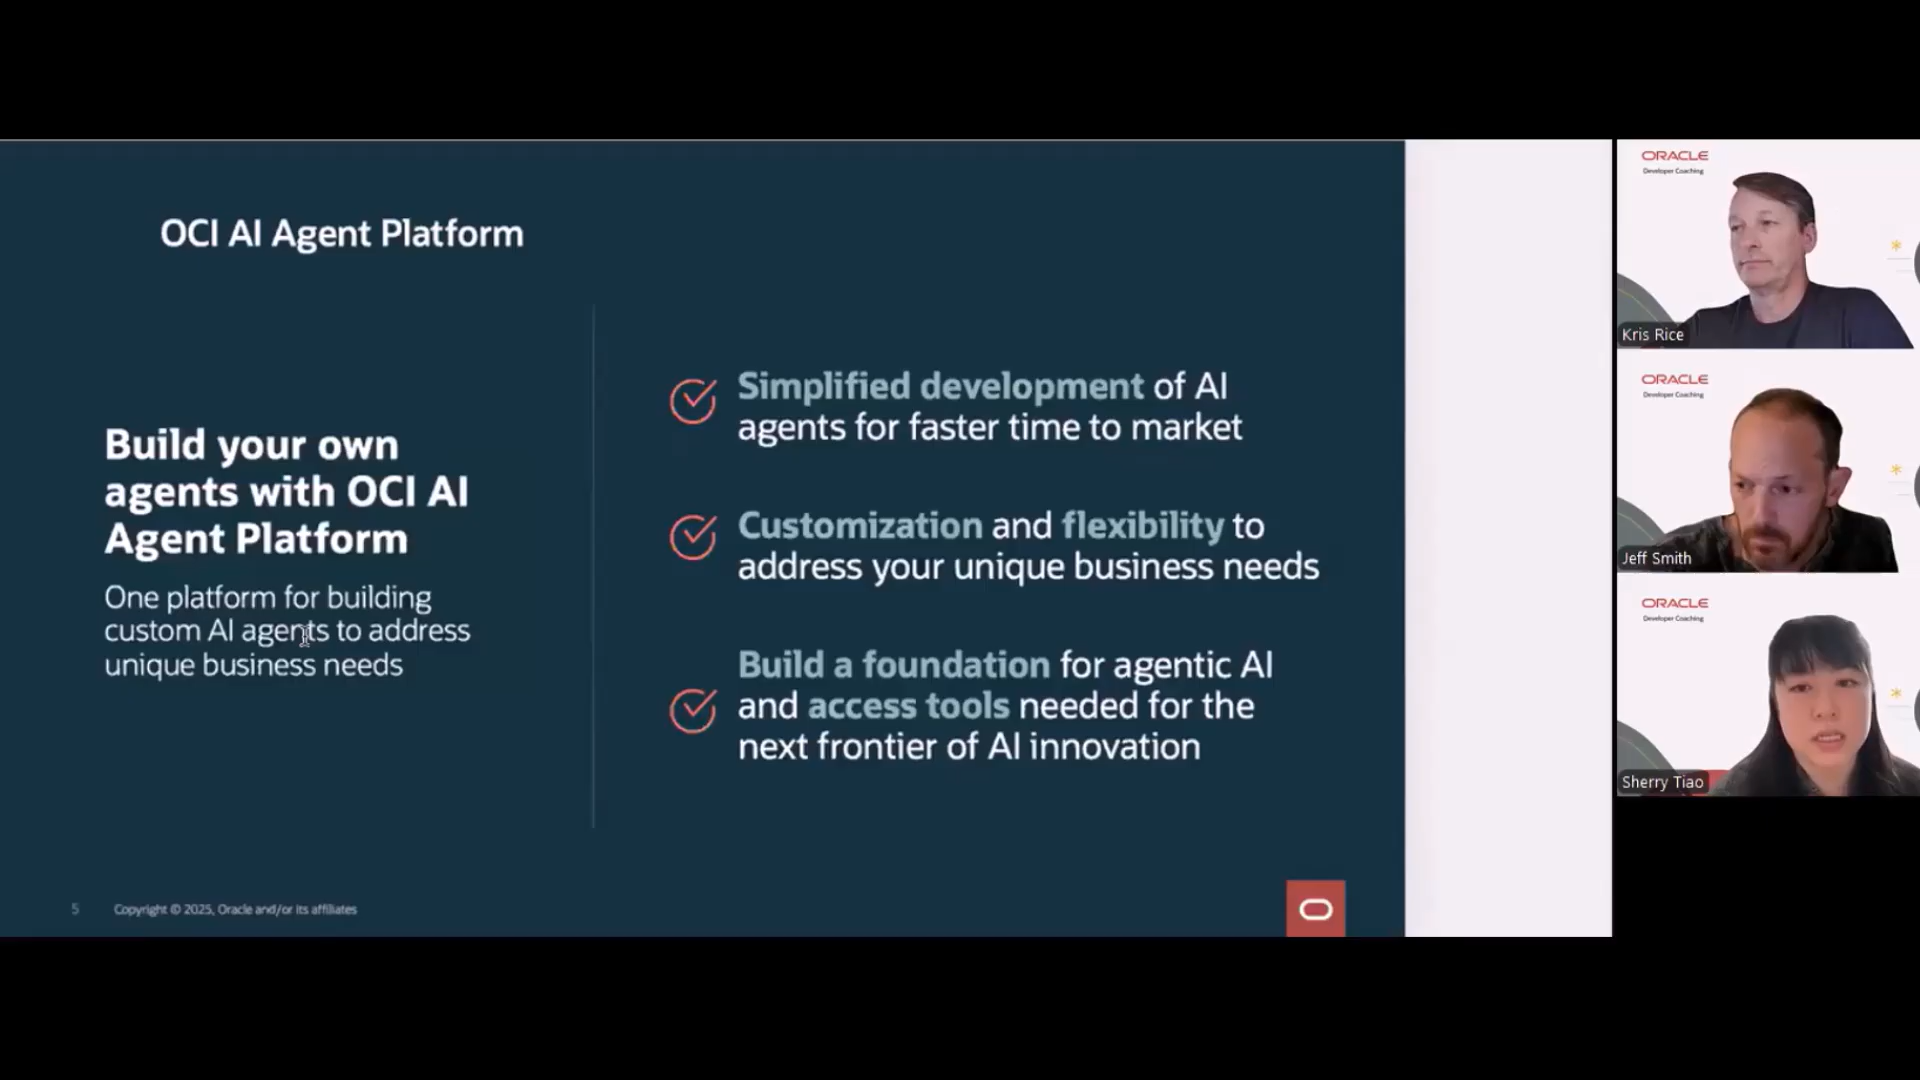 OCI AI Agent Platform
Build your own
agents with OCI AI
Agent Platform
One platform for building
custom AI agents to address
unique business needs
Simplified development of AI
agents for faster time to market
Customization and flexibility to
address your unique business needs
Build a foundation for agentic AI
and access tools needed for the
next frontier of AI innovation
5 Copyright © 2025, Oracle and/or its affiliates
ORACLE
Developer Coaching
Kris Rice
ORACLE
Developer Coaching
Jeff Smith
ORACLE
Developer Coaching
Sherry Tiao